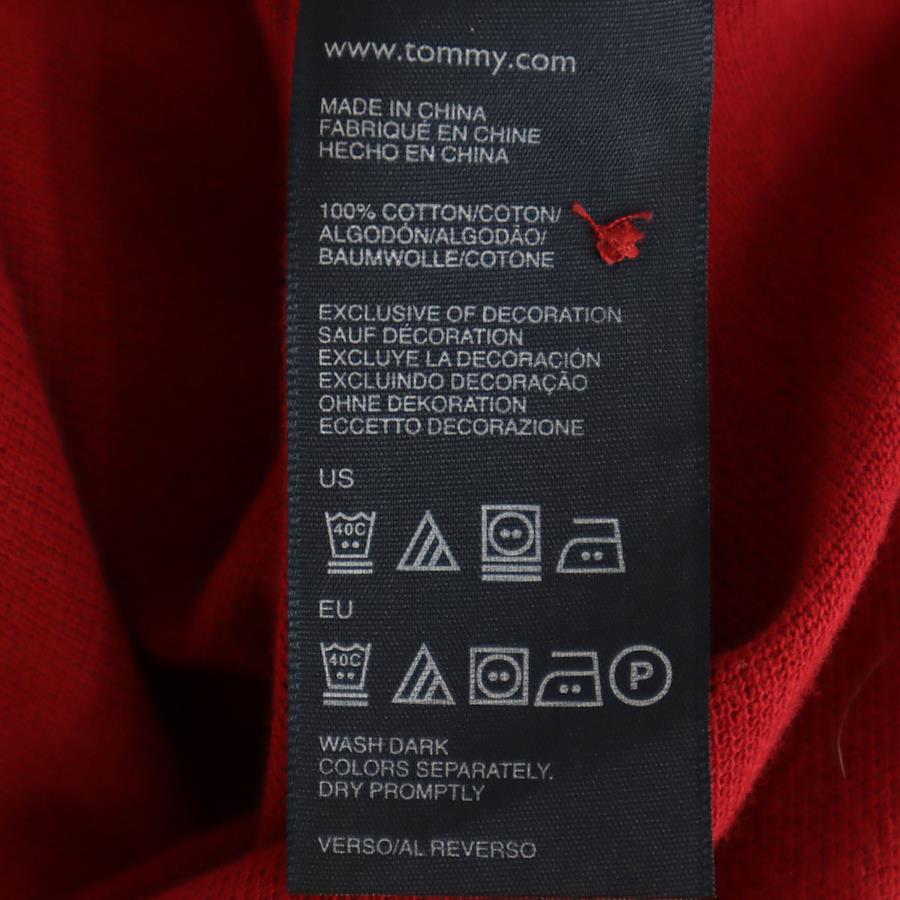 www.tommy.com
MADE IN CHINA
FABRIQUÉ EN CHINE
HECHO EN CHINA
100% COTTON/COTON/
ALGODÓN/ALGODÃO/
BAUMWOLLE/COTONE
EXCLUSIVE OF DECORATION
SAUF DÉCORATION
EXCLUYE LA DECORACIÓN
EXCLUINDO DECORAÇÃO
OHNE DEKORATION
ECCETTO DECORAZIONE
US
40C
EU
40C P
WASH DARK
COLORS SEPARATELY.
DRY PROMPTLY
VERSO/AL REVERSO